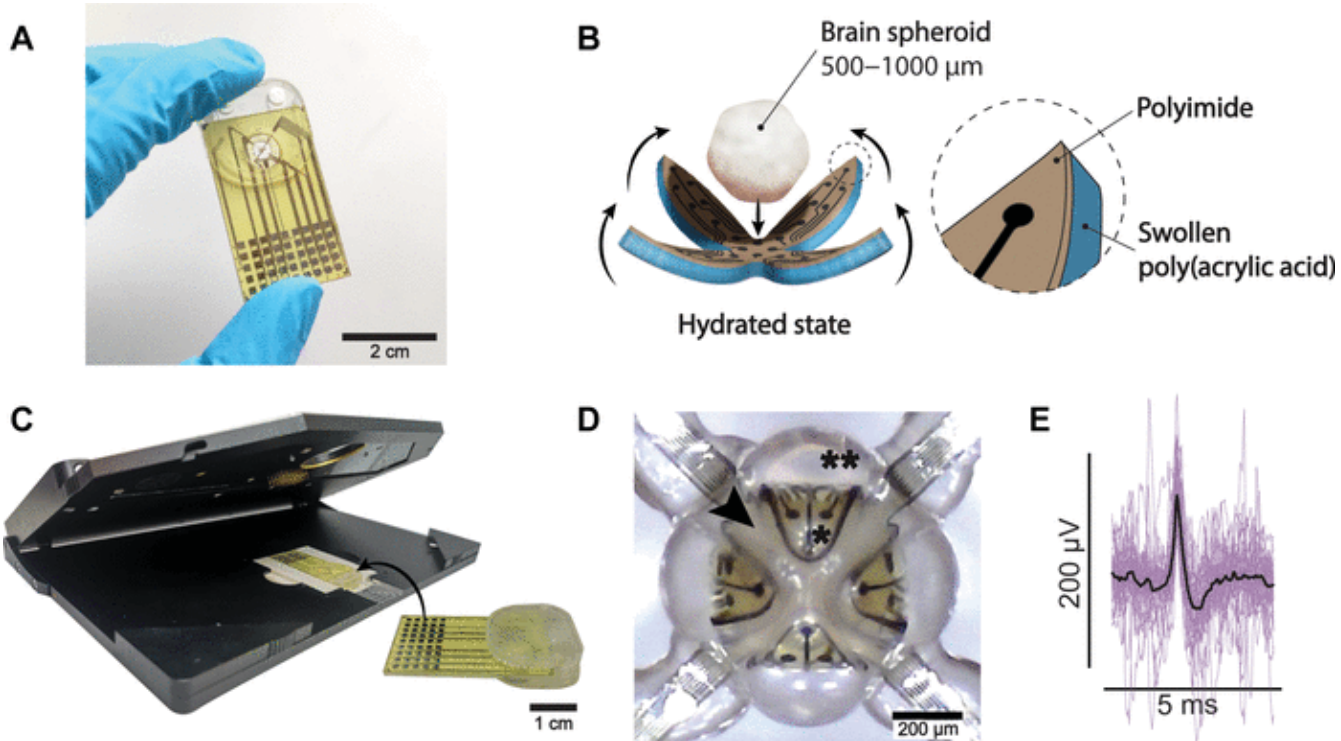 A
2 cm
B
Brain spheroid
500–1000 µm
Polyimide
Swollen
poly(acrylic acid)
Hydrated state
C
1 cm
D
**
*
200 µm
E
200 µV
5 ms